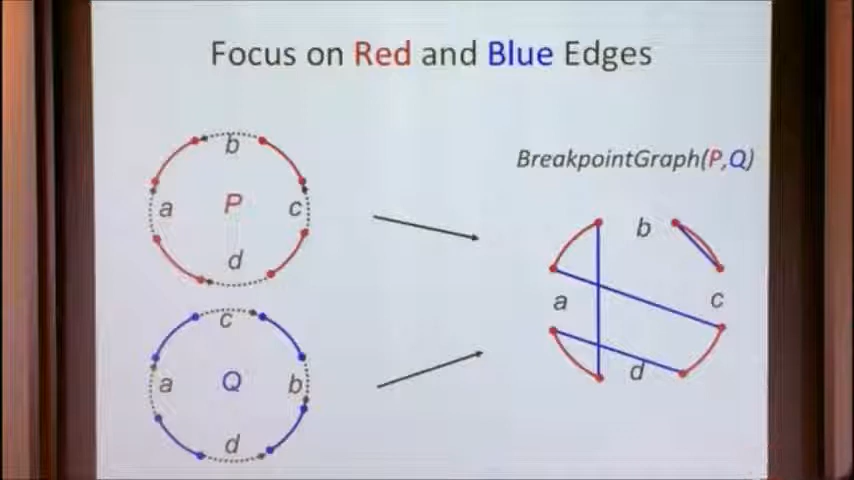 Focus on Red and Blue Edges
b
a
P
c
d
BreakpointGraph(P,Q)
b
a
c
d
c
a
Q
b
d